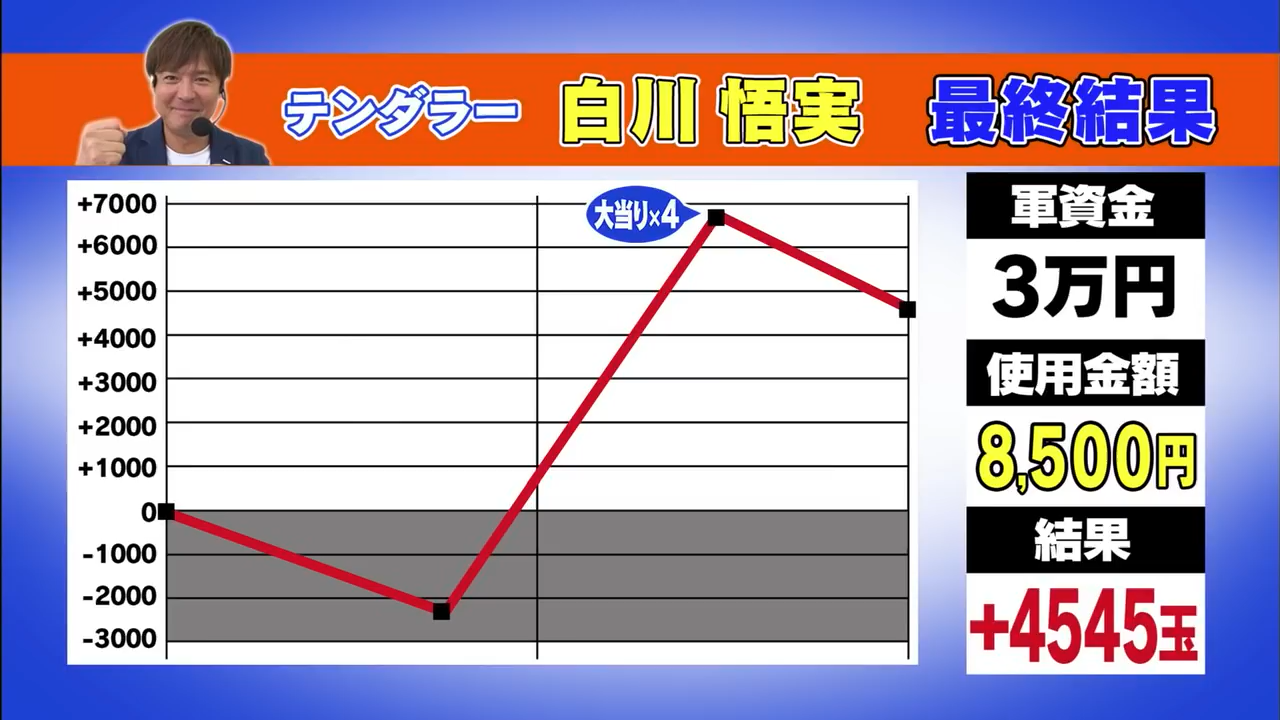 テンダラー 白川 悟実 最終結果
+7000
+6000
+5000
+4000
+3000
+2000
+1000
0
-1000
-2000
-3000
大当り×4
軍資金
3万円
使用金額
8,500円
結果
+4545玉